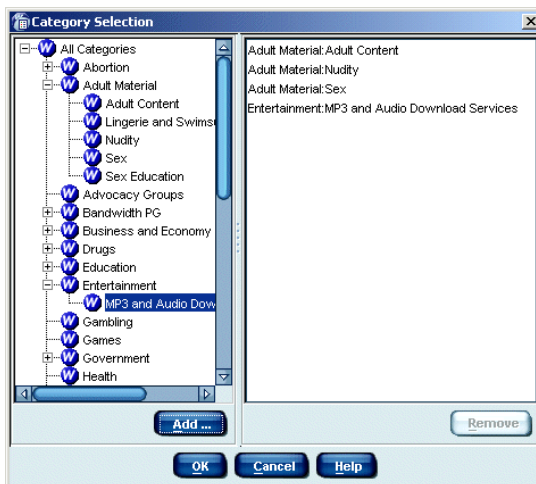 Category Selection
All Categories
Abortion
Adult Material
Adult Content
Lingerie and Swims
Nudity
Sex
Sex Education
Advocacy Groups
Bandwidth PG
Business and Economy
Drugs
Education
Entertainment
MP3 and Audio Dow
Gambling
Games
Government
Health
Adult Material:Adult Content
Adult Material:Nudity
Adult Material:Sex
Entertainment:MP3 and Audio Download Services
Add ...
Remove
OK
Cancel
Help